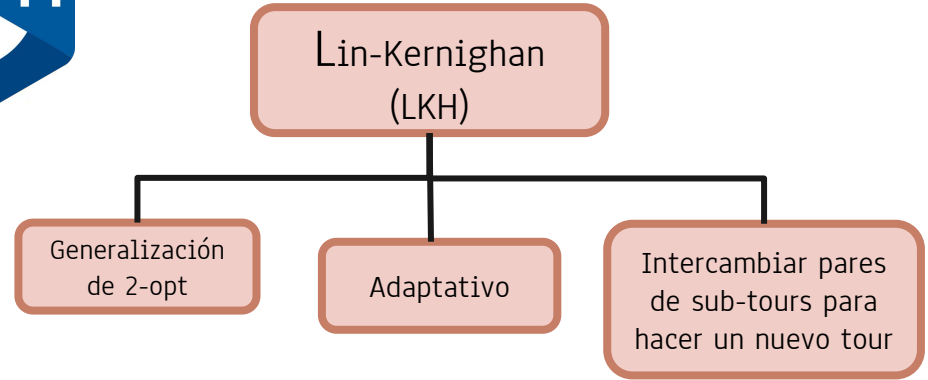 Lin-Kernighan
(LKH)
Generalización
de 2-opt
Adaptativo
Intercambiar pares
de sub-tours para
hacer un nuevo tour